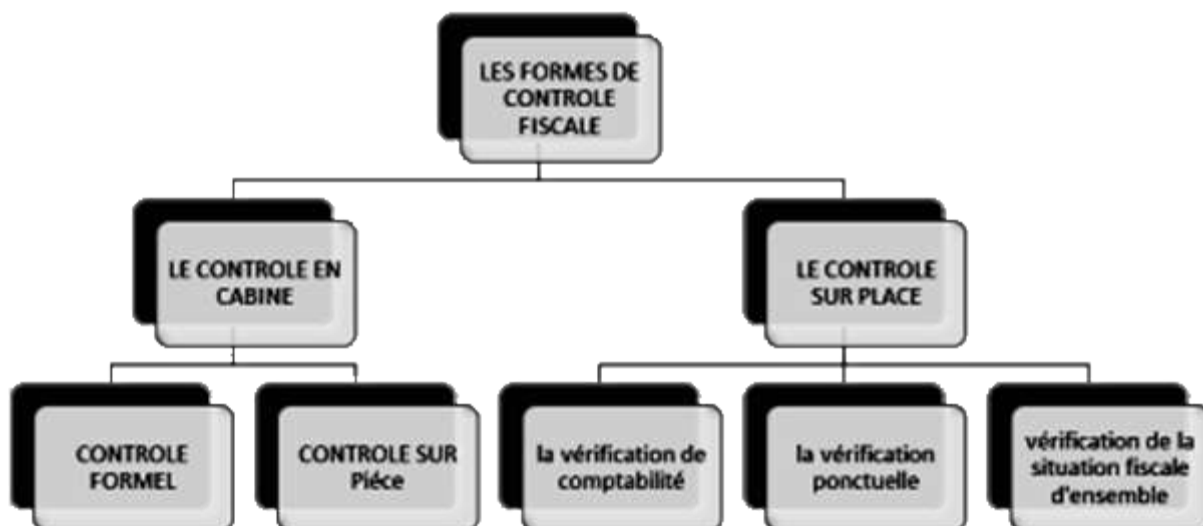 LES FORMES DE
CONTROLE
FISCALE
LE CONTROLE EN
CABINE
LE CONTROLE
SUR PLACE
CONTROLE
FORMEL
CONTROLE SUR
Piéce
la vérification de
comptabilité
la vérification
ponctuelle
vérification de la
situation fiscale
d'ensemble